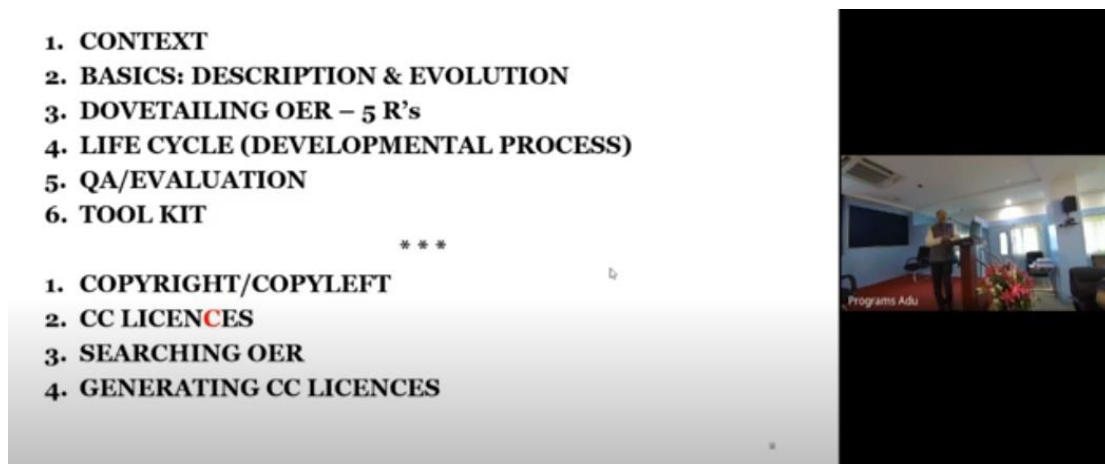 1. CONTEXT
2. BASICS: DESCRIPTION & EVOLUTION
3. DOVETAILING OER – 5 R's
4. LIFE CYCLE (DEVELOPMENTAL PROCESS)
5. QA/EVALUATION
6. TOOL KIT
* * *
1. COPYRIGHT/COPYLEFT
2. CC LICENCES
3. SEARCHING OER
4. GENERATING CC LICENCES
Programs Adu